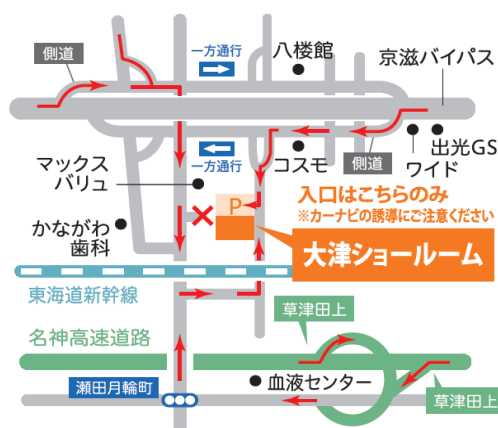 側道
一方通行
八楼館
京滋バイパス
一方通行
コスモ
側道
ワイド
出光GS
マックス
バリュ
P
入口はこちらのみ
※カーナビの誘導にご注意ください
かながわ
歯科
大津ショールーム
東海道新幹線
草津田上
名神高速道路
瀬田月輪町
血液センター
草津田上